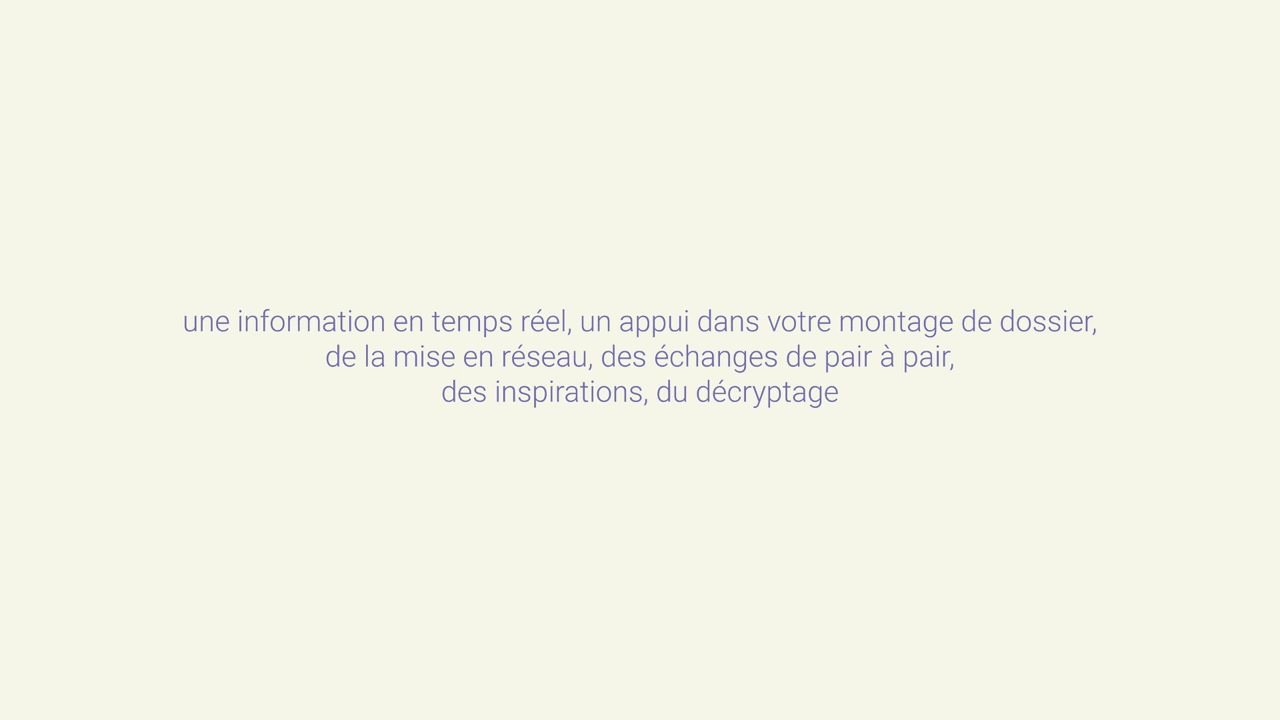 une information en temps réel, un appui dans votre montage de dossier,
de la mise en réseau, des échanges de pair à pair,
des inspirations, du décryptage